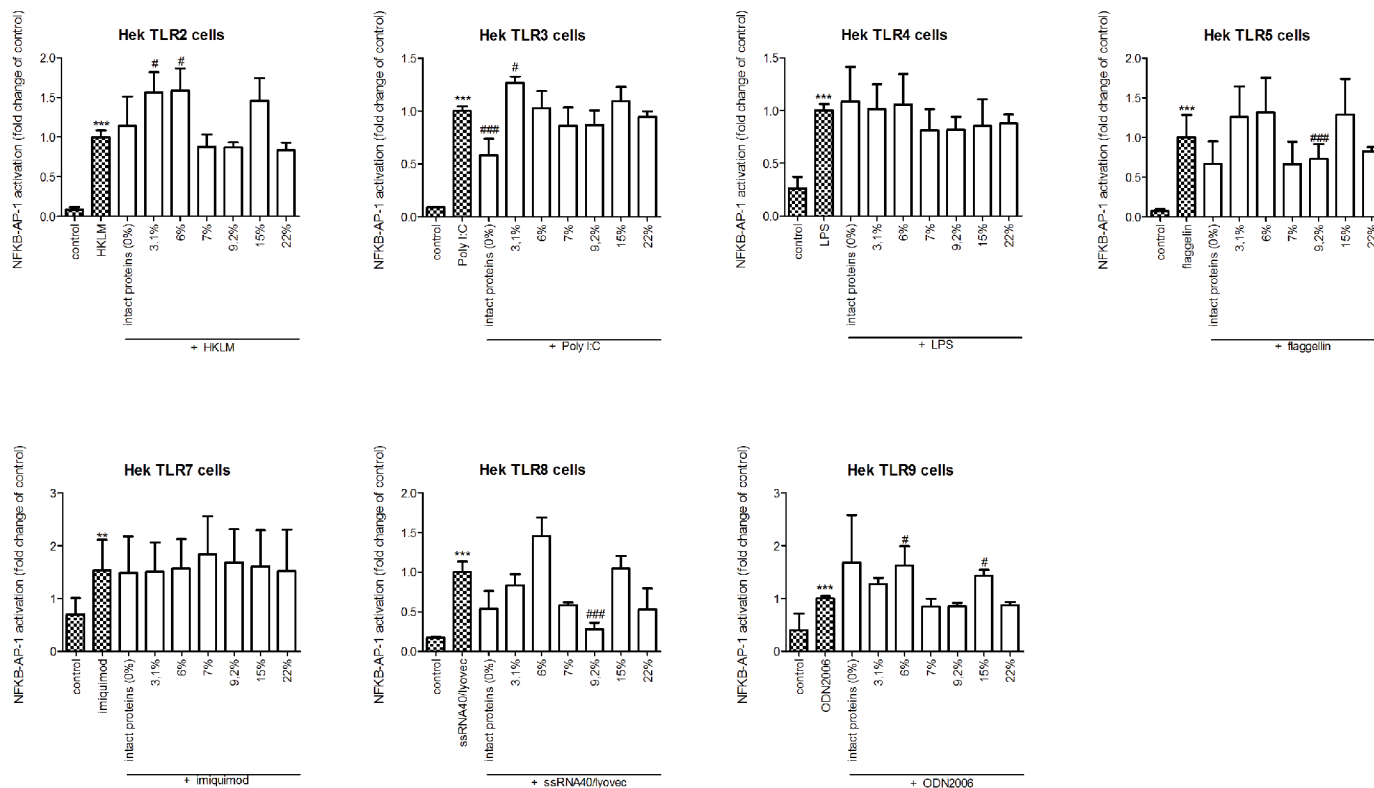 Hek TLR2 cells
NFKB-AP-1 activation (fold change of control)
2.0
1.5
1.0
0.5
0.0
***
#
#
control
HKLM
intact proteins (0%)
3.1%
6%
7%
9.2%
15%
22%
+ HKLM
Hek TLR3 cells
NFKB-AP-1 activation (fold change of control)
1.5
1.0
0.5
0.0
***
###
#
control
Poly I:C
intact proteins (0%)
3,1%
6%
7%
9,2%
15%
22%
+ Poly I:C
Hek TLR4 cells
NFKB-AP-1 activation (fold change of control)
1.5
1.0
0.5
0.0
***
control
LPS
intact proteins (0%)
3,1%
6%
7%
9,2%
15%
22%
+ LPS
Hek TLR5 cells
NFKB-AP-1 activation (fold change of control)
2.0
1.5
1.0
0.5
0.0
***
###
control
flaggelin
intact proteins (0%)
3,1%
6%
7%
9,2%
15%
22%
+ flaggellin
Hek TLR7 cells
NFKB-AP-1 activation (fold change of control)
3
2
1
0
**
control
imiquimod
intact proteins (0%)
3,1%
6%
7%
9.2%
15%
22%
+ imiquimod
Hek TLR8 cells
NFKB-AP-1 activation (fold change of control)
2.0
1.5
1.0
0.5
0.0
***
###
control
ssRNA40/lyovec
intact proteins (0%)
3.1%
6%
7%
9.2%
15%
22%
+ ssRNA40/lyovec
Hek TLR9 cells
NFKB-AP-1 activation (fold change of control)
3
2
1
0
***
#
#
control
ODN2006
intact proteins (0%)
3.1%
6%
7%
9.2%
15%
22%
+ ODN2006